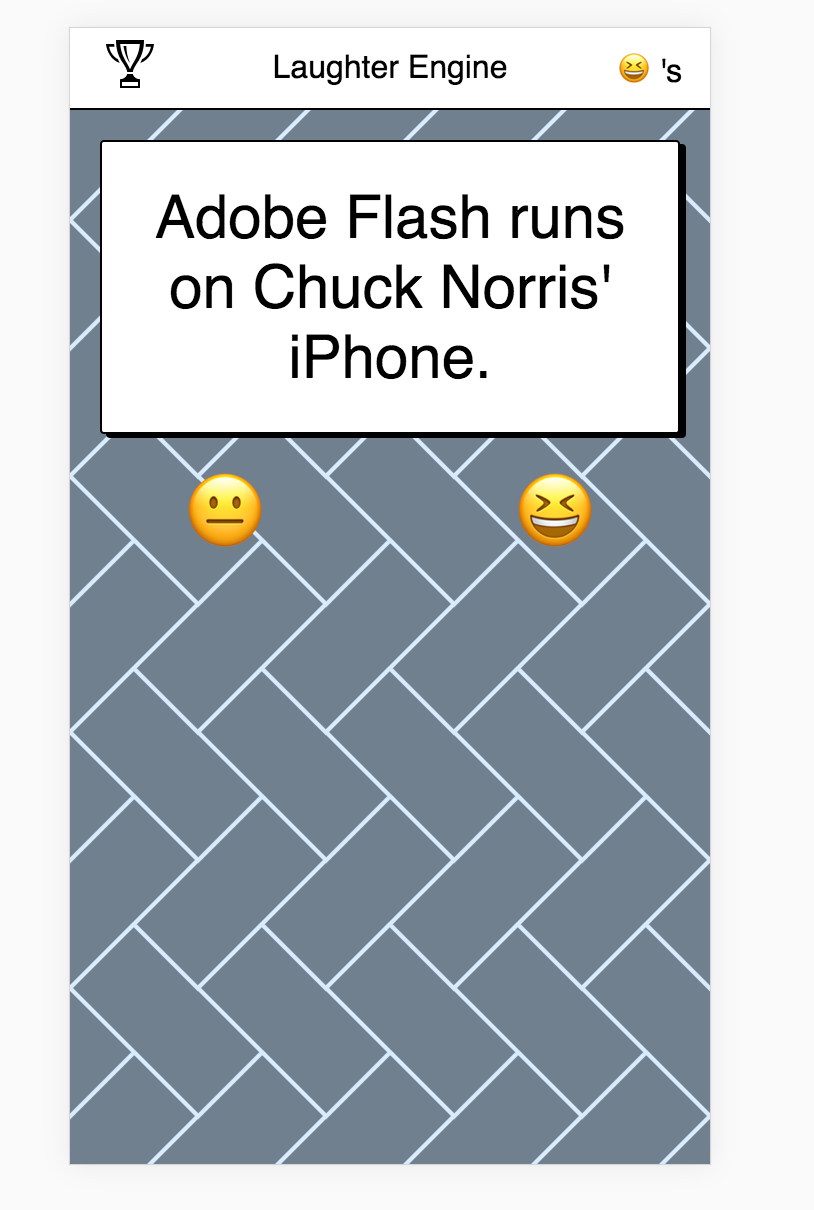 Laughter Engine
😆 's
Adobe Flash runs
on Chuck Norris'
iPhone.